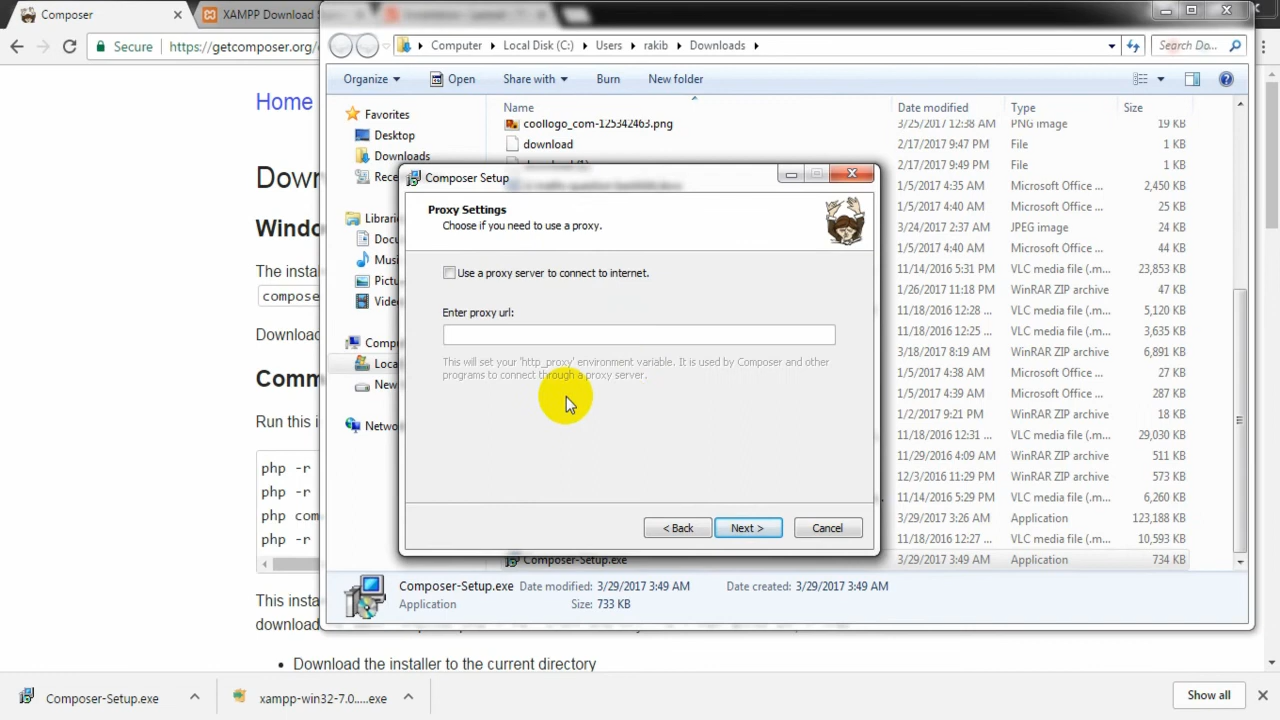 Composer
XAMPP Download S
Secure
https://getcomposer.org/
Computer
Local Disk (C:)
Users
rakib
Downloads
Search Do...
Organize
Open
Share with
Burn
New folder
Home
Down
Windo
The insta
compose
Download
Comm
Run this i
php -r
php -r
php com
php -r
This insta
download
Download the installer to the current directory
Favorites
Desktop
Downloads
Rece
Librari
Docu
Musi
Pictu
Video
Compu
Loca
New
Netwo
Name
Date modified
Type
Size
coollogo_com-125342463.png
3/25/2017 12:38 AM
PNG image
19 KB
download
2/17/2017 9:47 PM
File
1 KB
2/17/2017 9:49 PM
File
1 KB
1/5/2017 4:35 AM
Microsoft Office ...
2,450 KB
1/5/2017 4:40 AM
Microsoft Office ...
25 KB
3/24/2017 2:37 AM
JPEG image
24 KB
1/5/2017 4:40 AM
Microsoft Office ...
44 KB
11/14/2016 5:31 PM
VLC media file (.m...
23,853 KB
1/26/2017 11:18 PM
WinRAR ZIP archive
47 KB
11/18/2016 12:28 ...
VLC media file (.m...
5,120 KB
11/18/2016 12:25 ...
VLC media file (.m...
3,635 KB
3/18/2017 8:19 AM
WinRAR ZIP archive
6,891 KB
1/5/2017 4:38 AM
Microsoft Office ...
27 KB
1/5/2017 4:39 AM
Microsoft Office ...
287 KB
1/2/2017 9:21 PM
WinRAR ZIP archive
18 KB
11/18/2016 12:31 ...
VLC media file (.m...
29,030 KB
11/29/2016 4:09 AM
WinRAR ZIP archive
511 KB
12/3/2016 11:29 PM
WinRAR ZIP archive
573 KB
11/14/2016 5:29 PM
VLC media file (.m...
6,260 KB
3/29/2017 3:26 AM
Application
123,188 KB
11/18/2016 12:27 ...
VLC media file (.m...
10,593 KB
Composer-Setup.exe
3/29/2017 3:49 AM
Application
734 KB
Composer Setup
Proxy Settings
Choose if you need to use a proxy.
Use a proxy server to connect to internet.
Enter proxy url:
This will set your 'http_proxy' environment variable. It is used by Composer and other
programs to connect through a proxy server.
< Back
Next >
Cancel
Composer-Setup.exe
Date modified: 3/29/2017 3:49 AM
Date created: 3/29/2017 3:49 AM
Application
Size: 733 KB
Composer-Setup.exe
xampp-win32-7.0.....exe
Show all